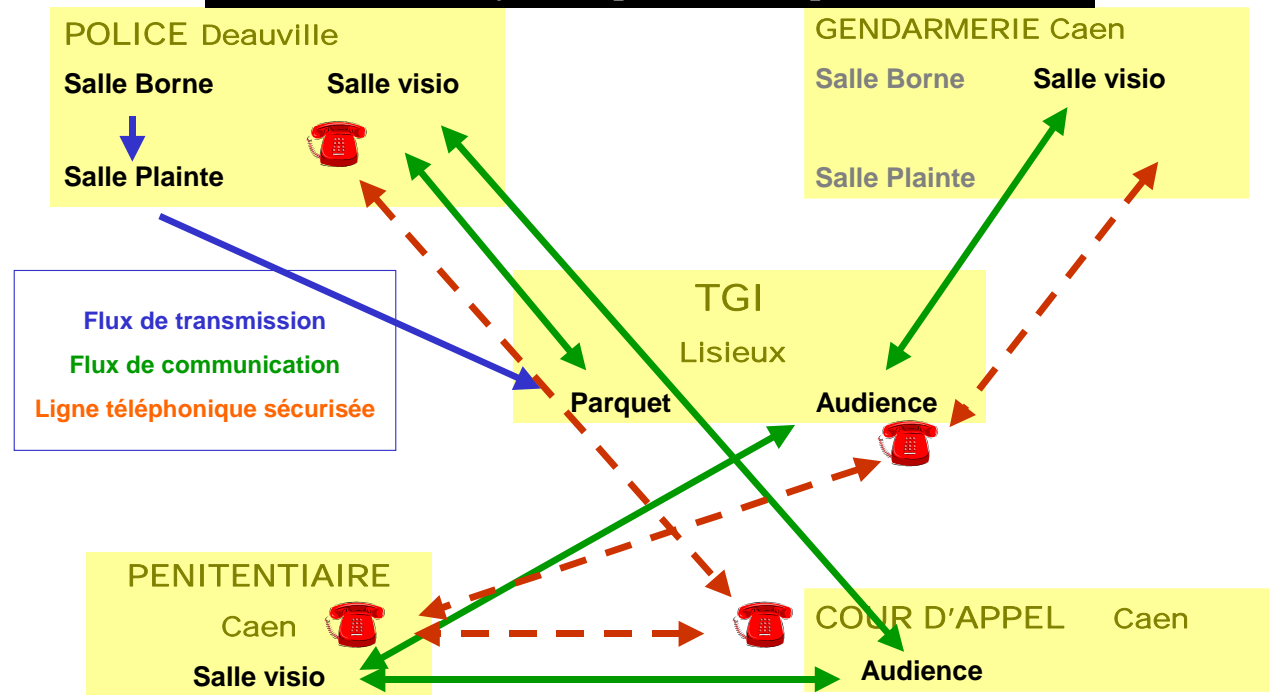 POLICE Deauville
Salle Borne
Salle visio
Salle Plainte
GENDARMERIE Caen
Salle Borne
Salle visio
Salle Plainte
Flux de transmission
Flux de communication
Ligne téléphonique sécurisée
TGI
Lisieux
Parquet
Audience
PENITENTIAIRE
Caen
Salle visio
COUR D'APPEL Caen
Audience